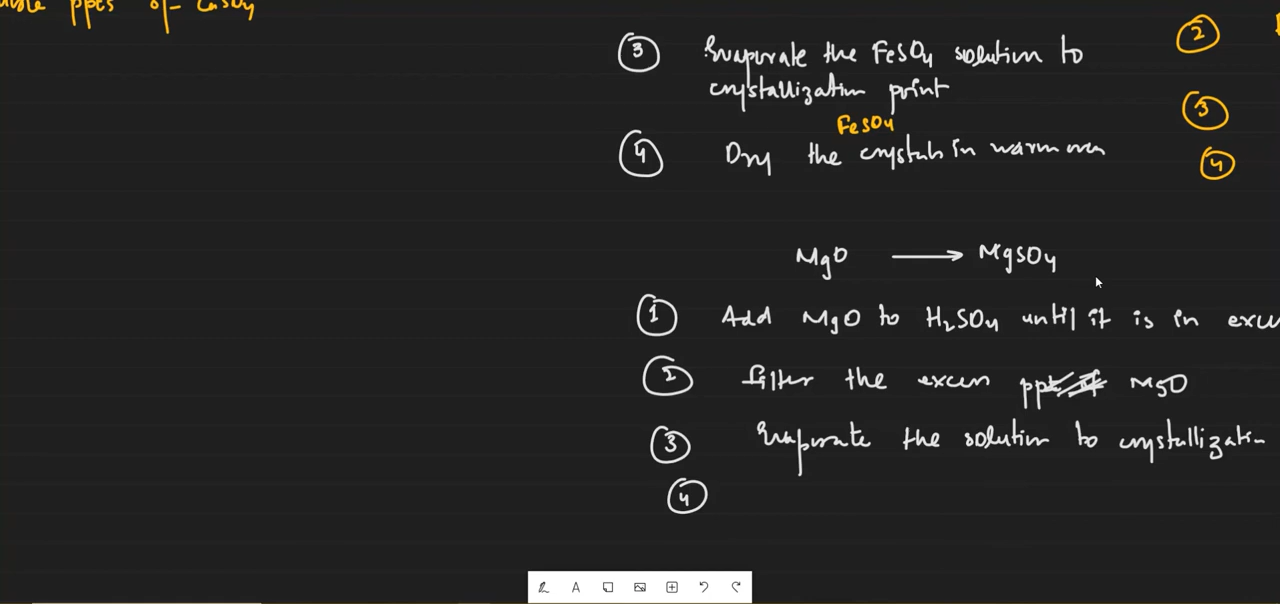 ppts of CaSO4
3 Evaporate the FeSO4 solution to
crystallization point
FeSO4
4 Dry the crystals in warm oven
MgO → MgSO4
1 Add MgO to H2SO4 until it is in
2 filter the excess MgO
3 Evaporate the solution to crystallization
4
2
3
4
A